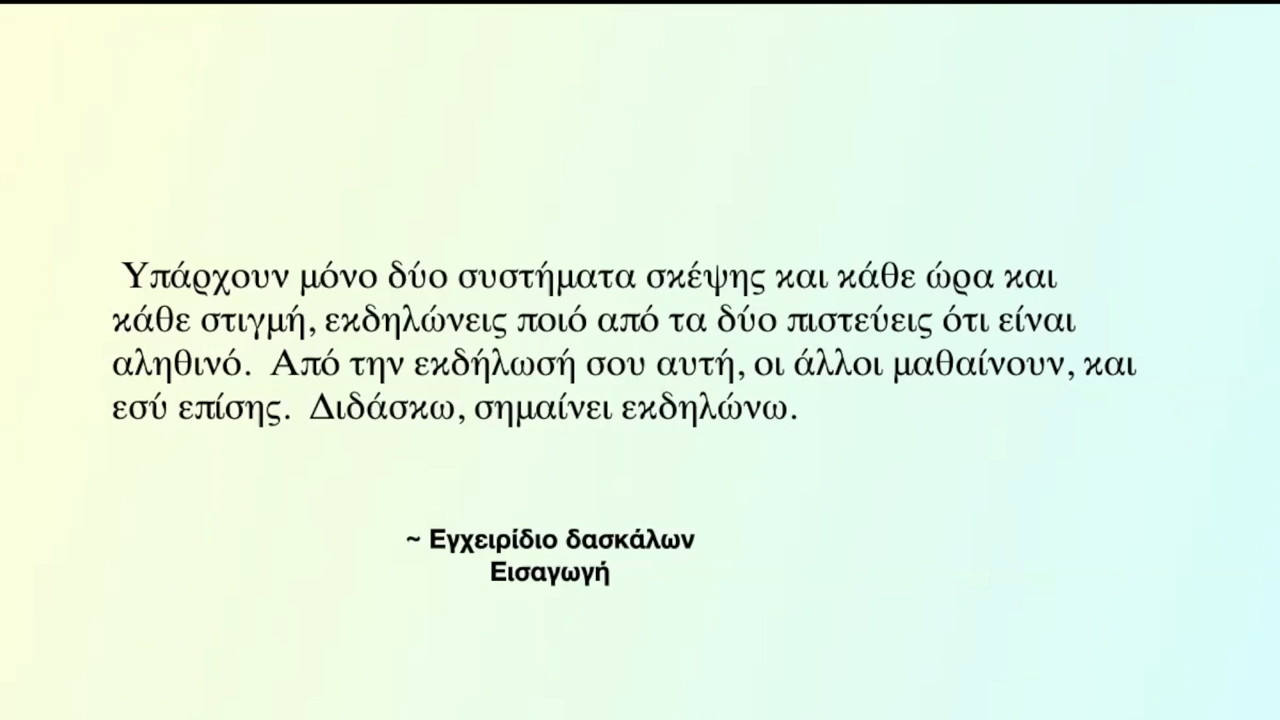 Υπάρχουν μόνο δύο συστήματα σκέψης και κάθε ώρα και
κάθε στιγμή, εκδηλώνεις ποιό από τα δύο πιστεύεις ότι είναι
αληθινό.  Από την εκδήλωσή σου αυτή, οι άλλοι μαθαίνουν, και
εσύ επίσης.  Διδάσκω, σημαίνει εκδηλώνω.
~ Εγχειρίδιο δασκάλων
Εισαγωγή